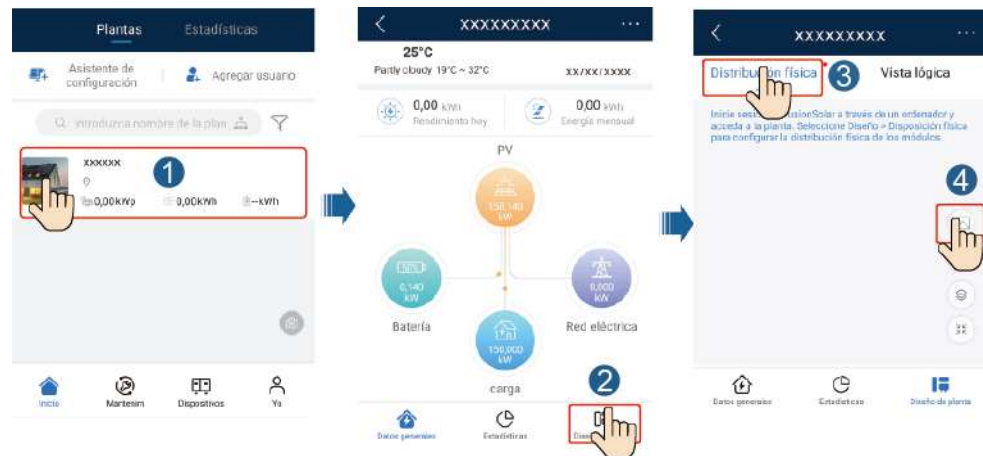 Plantas
Estadísticas
Asistente de
configuración
Agregar usuario
introduzca nombre de la plan
xxxxxx
1
0,00kWp
0,00kWh
--kWh
Inicio
Mantenim
Dispositivos
Yo
xxxxxxxxx
25°C
Partly cloudy 19°C ~ 32°C
xx/xx/xxxx
0,00 kWh
Rendimiento hoy
0,00 kWh
Energía mensual
PV
158,140
kW
50%
0,140
kW
0,000
kW
Batería
Red eléctrica
158,000
kW
carga
2
Datos generales
Estadísticas
xxxxxxxxx
Distribución física
3
Vista lógica
Inicie sesión FusionSolar a través de un ordenador y
acceda a la planta. Seleccione Diseño > Disposición física
para configurar la distribución física de los módulos.
4
Datos generales
Estadísticas
Diseño de planta